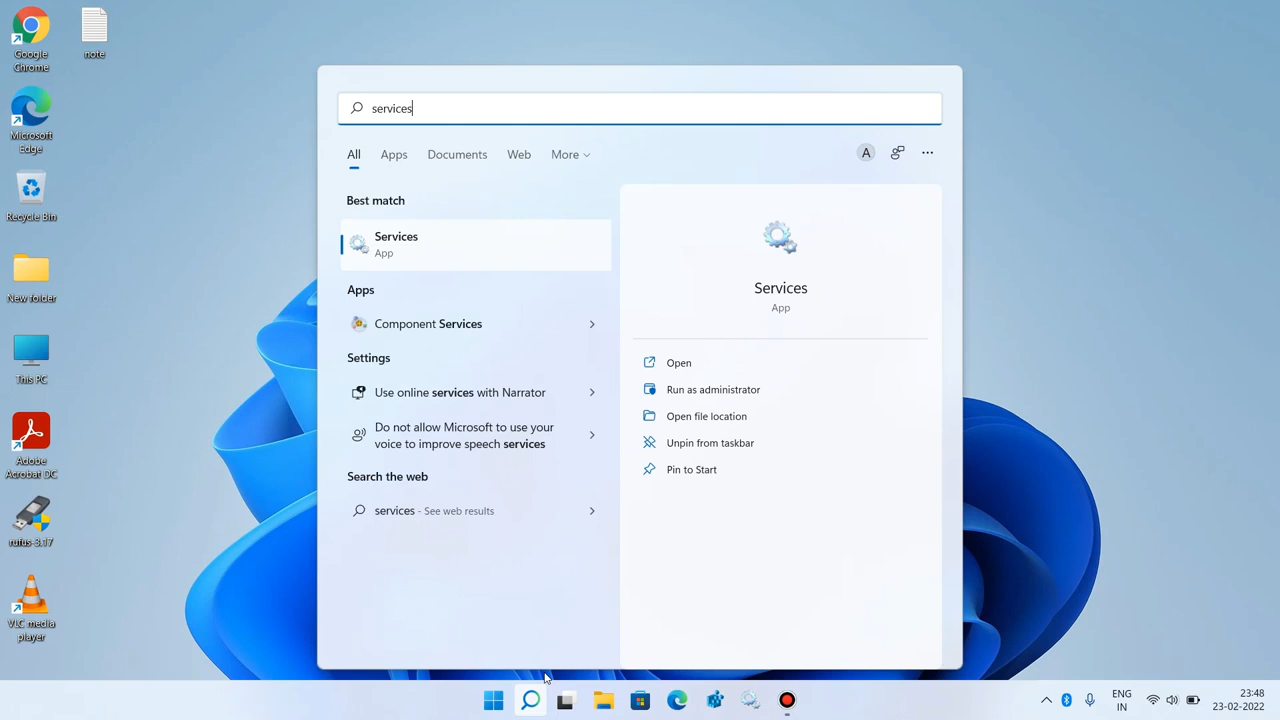 Google
Chrome
note
Microsoft
Edge
Recycle Bin
New folder
This PC
Adobe
Acrobat DC
rufus-3.17
VLC media
player
services
All
Apps
Documents
Web
More
A
Best match
Services
App
Apps
Component Services
Settings
Use online services with Narrator
Do not allow Microsoft to use your
voice to improve speech services
Search the web
services - See web results
Services
App
Open
Run as administrator
Open file location
Unpin from taskbar
Pin to Start
ENG
IN
23:48
23-02-2022